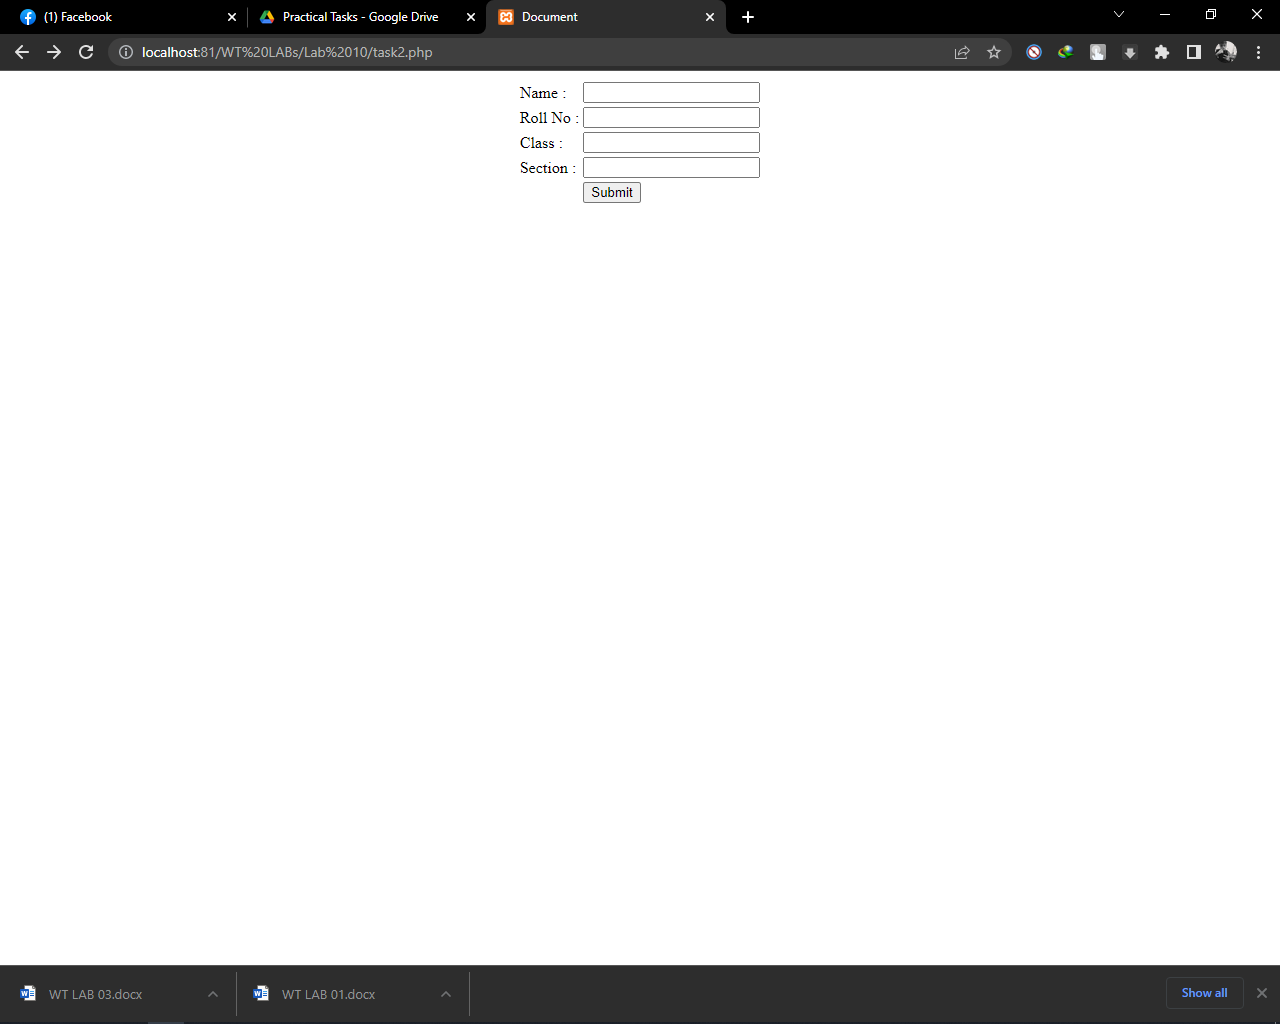 (1) Facebook
Practical Tasks - Google Drive
Document
localhost:81/WT%20LABs/Lab%2010/task2.php
Name :
Roll No :
Class :
Section :
Submit
WT LAB 03.docx
WT LAB 01.docx
Show all